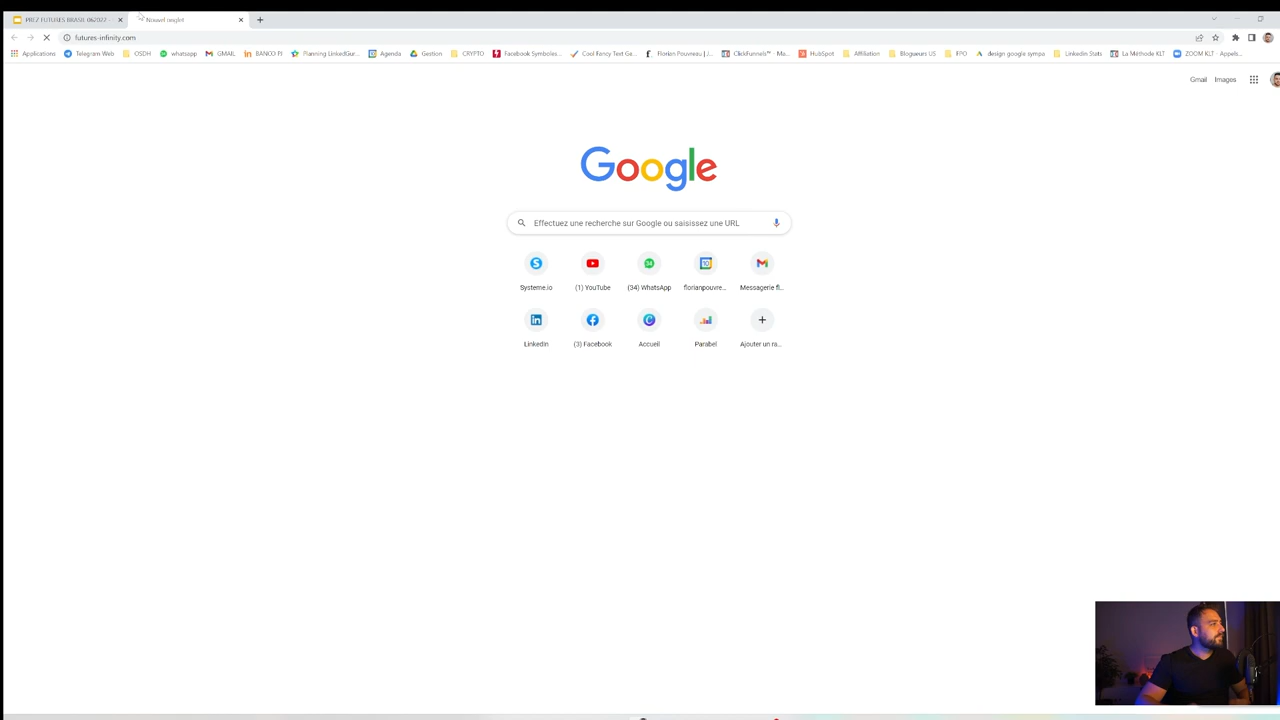 PREZ FUTURES BRASIL 062022 -
Nouvel onglet
futures-infinity.com
Applications
Telegram Web
OSDH
whatsapp
GMAIL
BANCO PJ
Planning LinkedGur...
Agenda
Gestion
CRYPTO
Facebook Symboles...
Cool Fancy Text Ge...
Florian Pouvreau | J...
ClickFunnels™ - Ma...
HubSpot
Affiliation
Blogueurs US
FPO
design google sympa
Linkedin Stats
La Méthode KLT
ZOOM KLT - Appels...
Gmail Images
Google
Effectuez une recherche sur Google ou saisissez une URL
Systeme.io (1) YouTube (34) WhatsApp florianpouvre... Messagerie fl...
LinkedIn (3) Facebook Accueil Parabel Ajouter un ra...